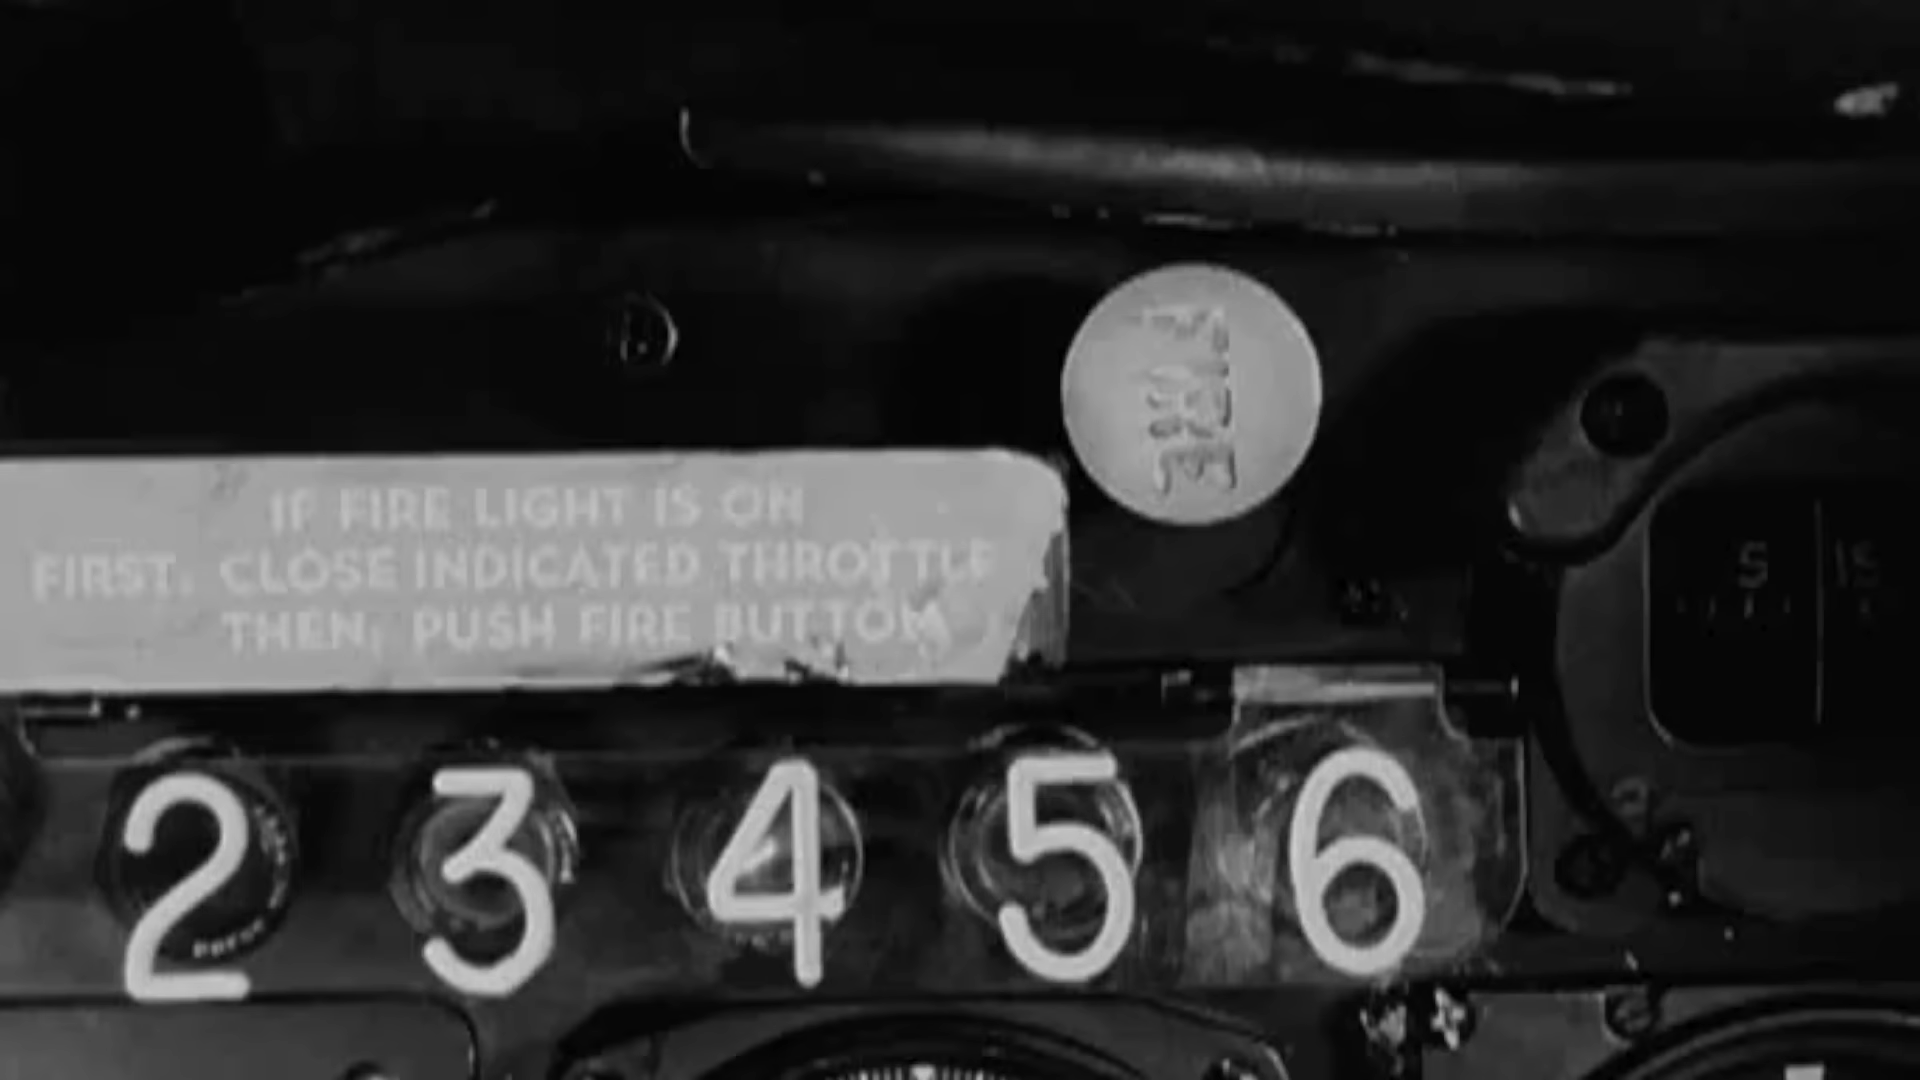 FIRE
IF FIRE LIGHT IS ON
FIRST, CLOSE INDICATED THROTTLE
THEN, PUSH FIRE BUTTON
S 15
2 3 4 5 6